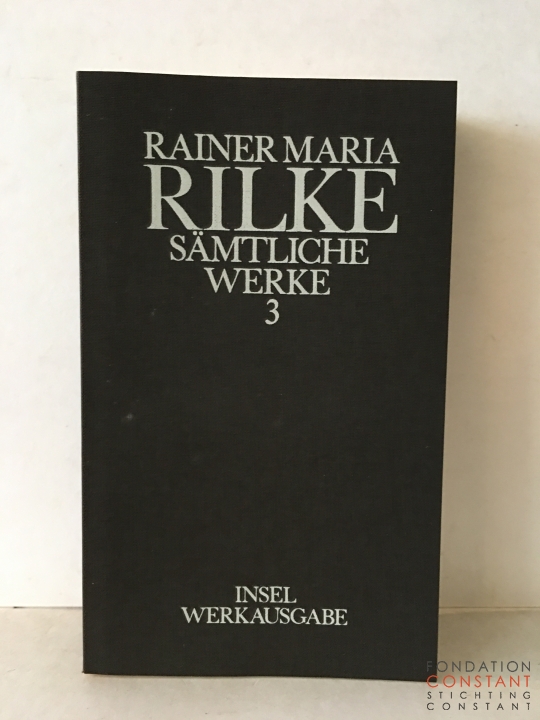 RAINER MARIA
RILKE
SÄMTLICHE
WERKE
3
INSEL
WERKAUSGABE
FONDATION
CONSTANT
STICHTING
CONSTANT